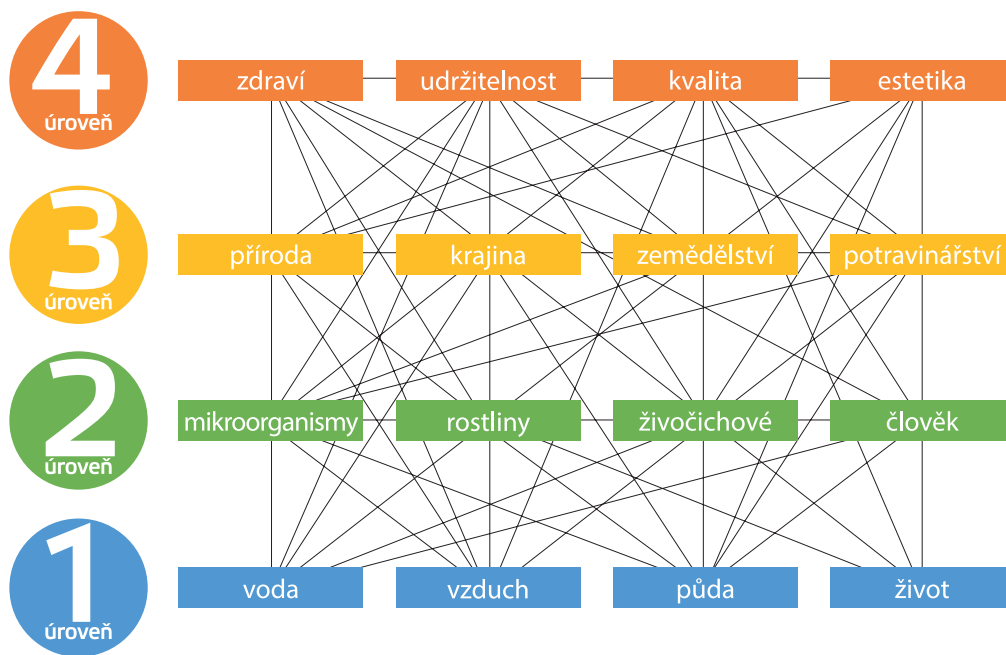 4
úroveň
zdraví
udržitelnost
kvalita
estetika
3
úroveň
příroda
krajina
zemědělství
potravinářství
2
úroveň
mikroorganismy
rostliny
živočichové
člověk
1
úroveň
voda
vzduch
půda
život